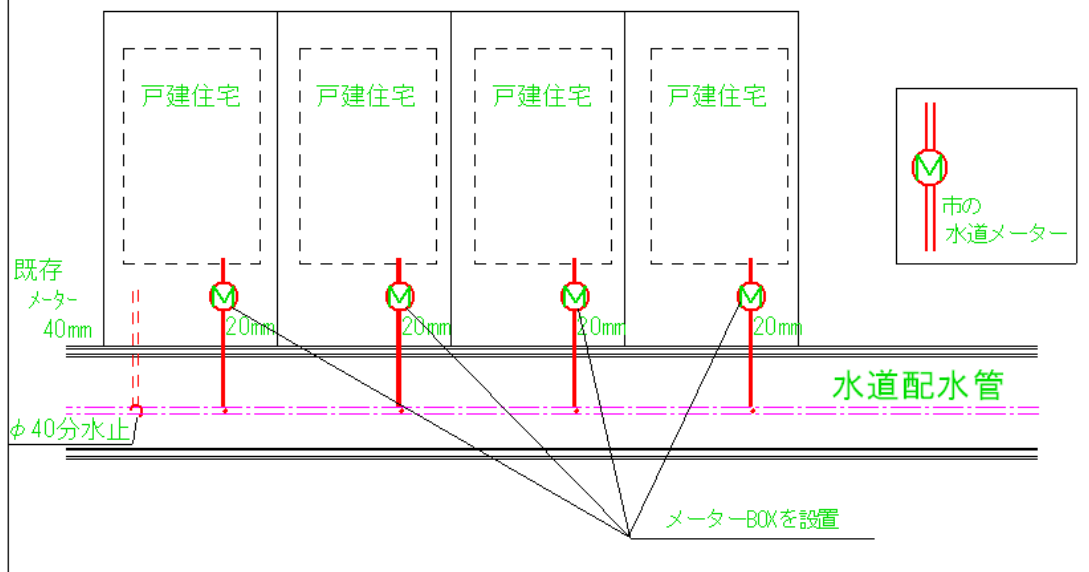 戸建住宅
戸建住宅
戸建住宅
戸建住宅
M
市の
水道メーター
既存
メーター
40mm
M
M
M
M
20mm
20mm
20mm
20mm
水道配水管
φ40分水止
メーターBOXを設置